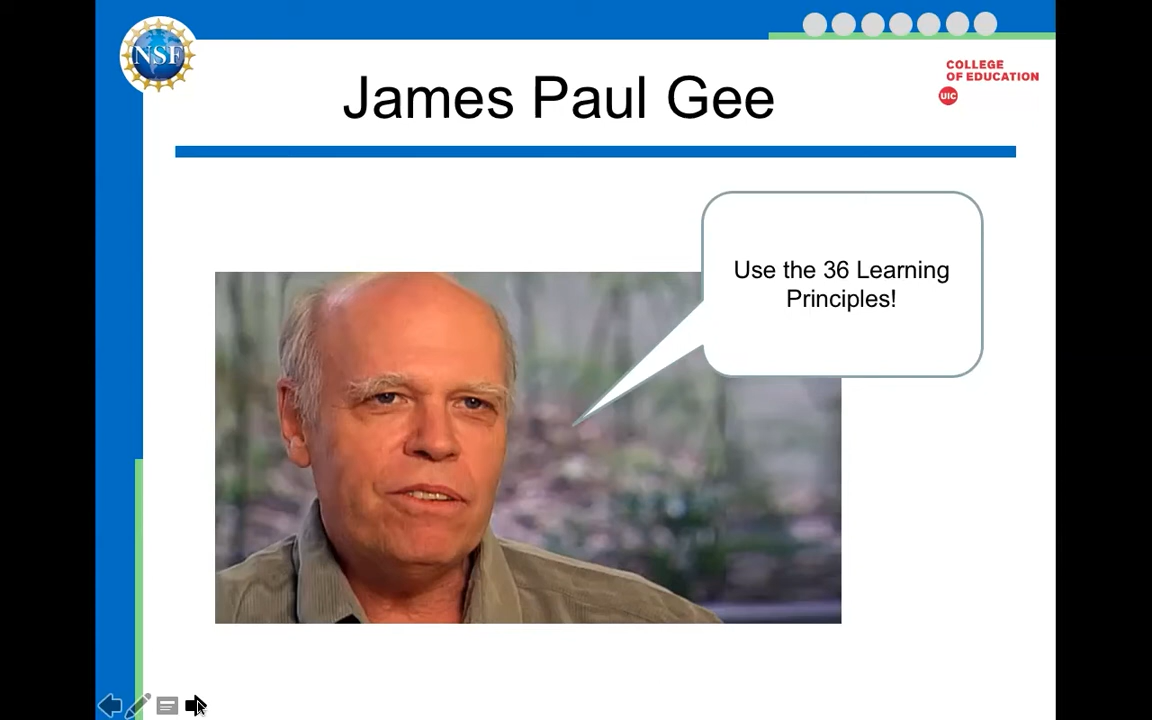 NSF
COLLEGE
OF EDUCATION
UIC
James Paul Gee
Use the 36 Learning
Principles!